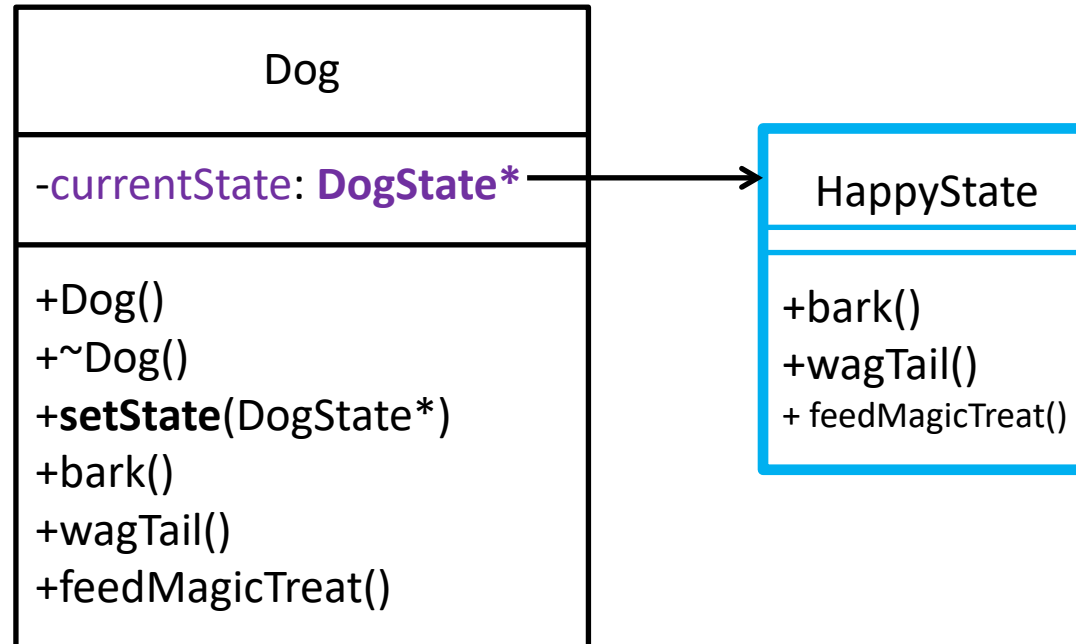 Dog
-currentState: DogState*
+Dog()
+~Dog()
+setState(DogState*)
+bark()
+wagTail()
+feedMagicTreat()
HappyState
+bark()
+wagTail()
+ feedMagicTreat()